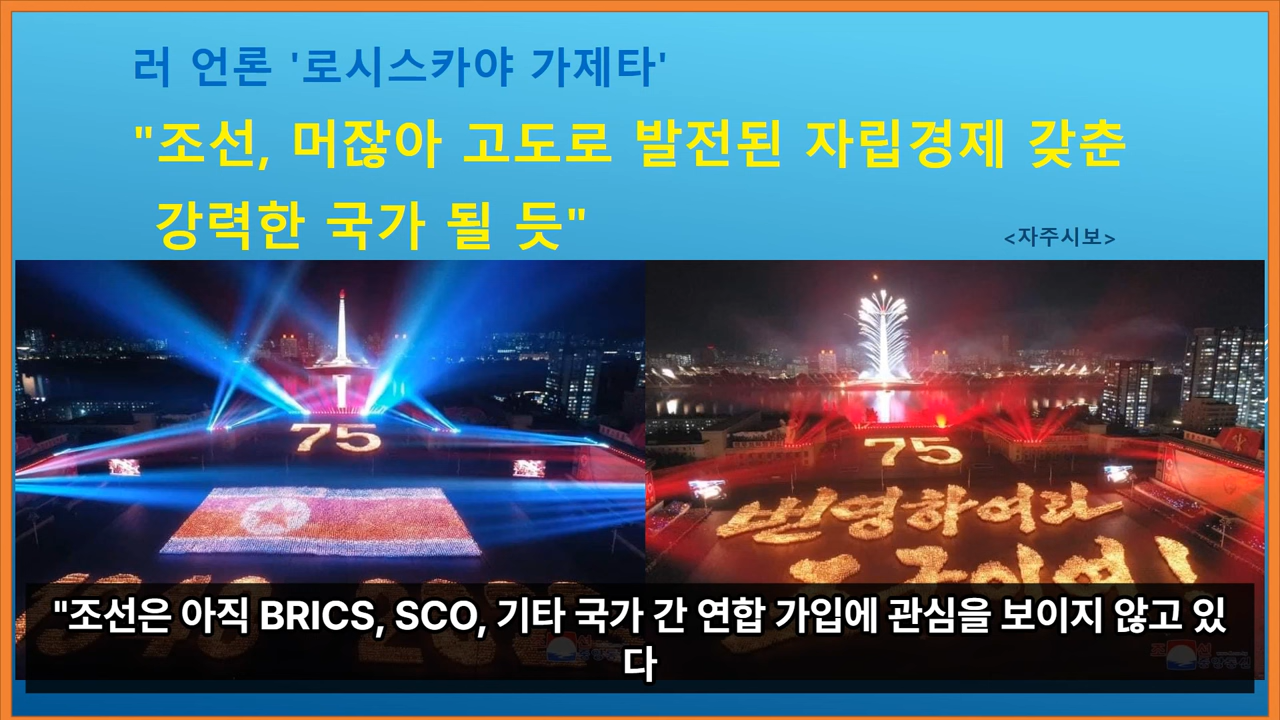 러 언론 '로시스카야 가제타'
"조선, 머잖아 고도로 발전된 자립경제 갖춘
강력한 국가 될 듯"
<자주시보>
75
75
번영하여라
"조선은 아직 BRICS, SCO, 기타 국가 간 연합 가입에 관심을 보이지 않고 있
다